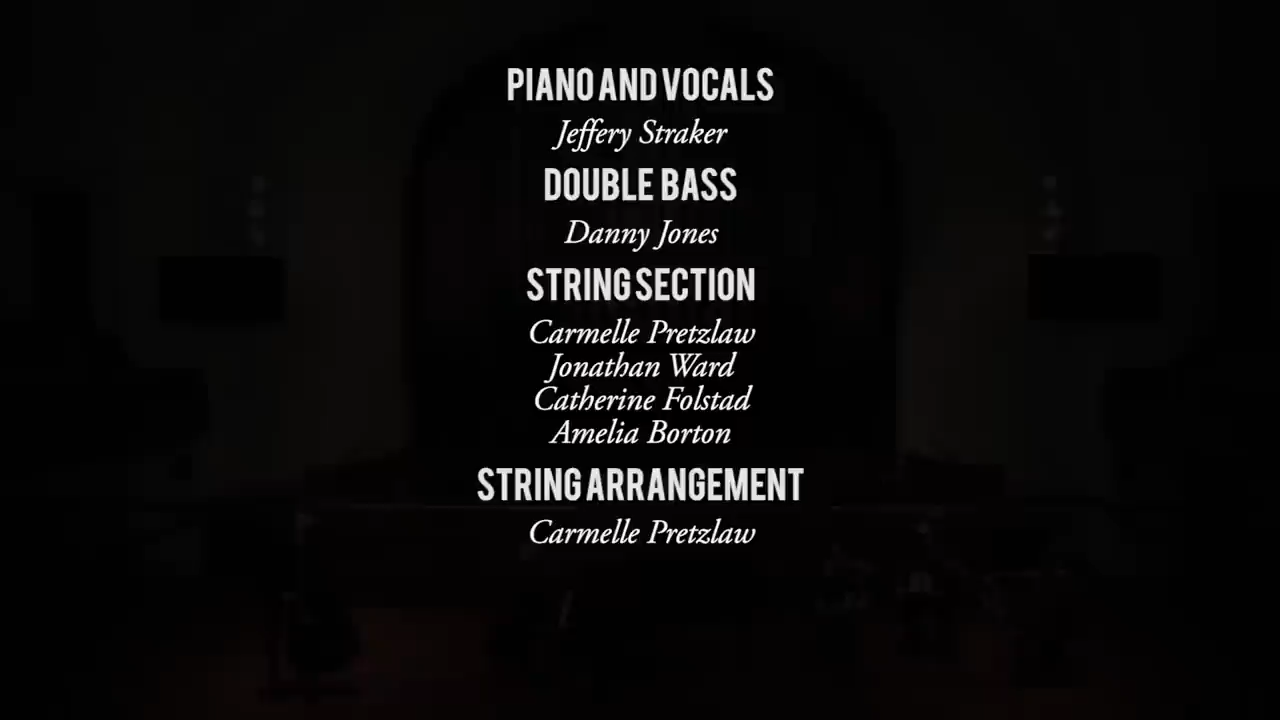 PIANO AND VOCALS
Jeffery Straker
DOUBLE BASS
Danny Jones
STRING SECTION
Carmelle Pretzlaw
Jonathan Ward
Catherine Folstad
Amelia Borton
STRING ARRANGEMENT
Carmelle Pretzlaw